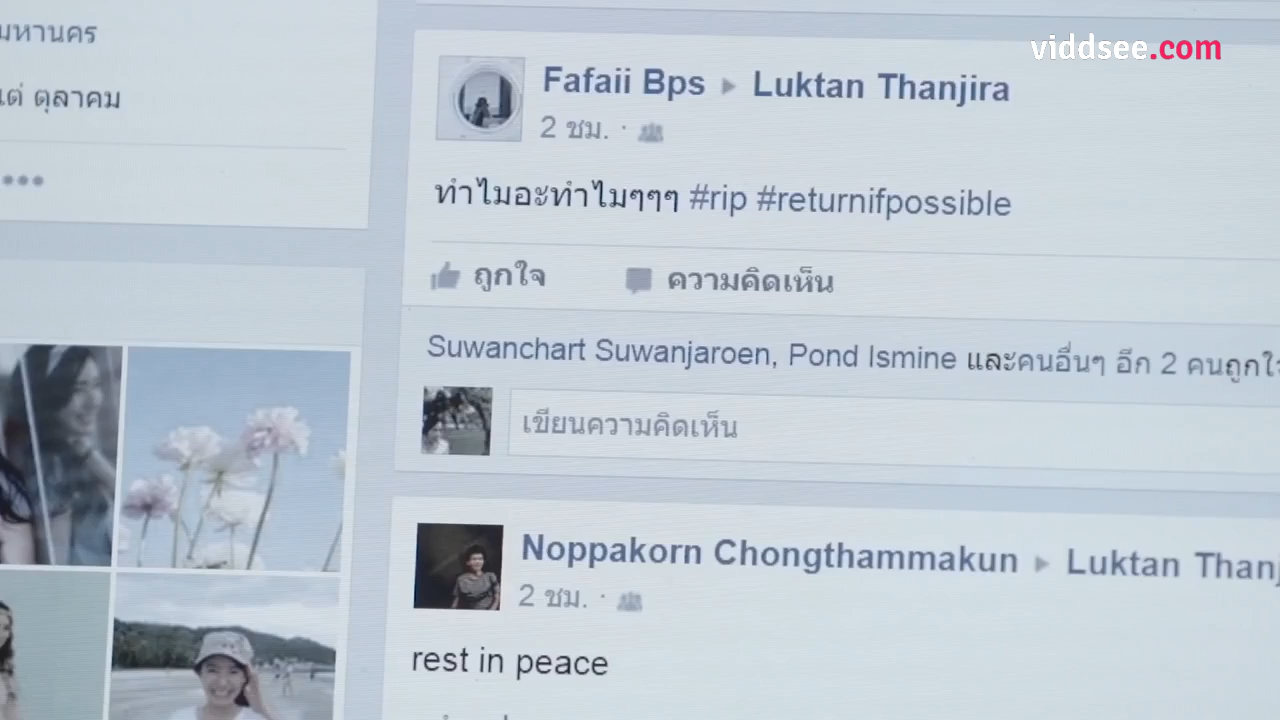 มหานคร
ตุลาคม
viddsee.com
Fafaii Bps ▸ Luktan Thanjira
2 ชม. ·
ทำไมอะทำไมๆๆๆ #rip #returnifpossible
ถูกใจ ความคิดเห็น
Suwanchart Suwanjaroen, Pond Ismine และคนอื่นๆ อีก 2 คนถูกใจ
เขียนความคิดเห็น
Noppakorn Chongthammakun ▸ Luktan
2 ชม. ·
rest in peace